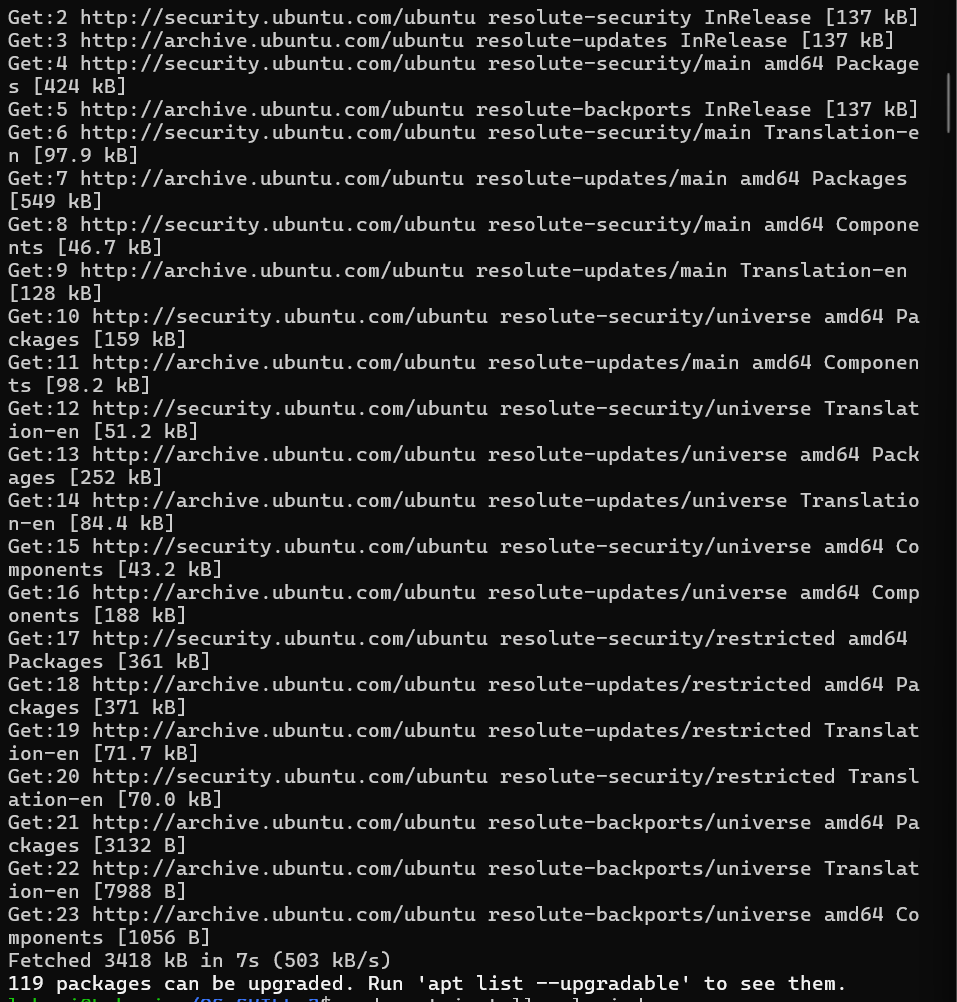 Get:2 http://security.ubuntu.com/ubuntu resolute-security InRelease [137 kB]
Get:3 http://archive.ubuntu.com/ubuntu resolute-updates InRelease [137 kB]
Get:4 http://security.ubuntu.com/ubuntu resolute-security/main amd64 Package
s [424 kB]
Get:5 http://archive.ubuntu.com/ubuntu resolute-backports InRelease [137 kB]
Get:6 http://security.ubuntu.com/ubuntu resolute-security/main Translation-e
n [97.9 kB]
Get:7 http://archive.ubuntu.com/ubuntu resolute-updates/main amd64 Packages
[549 kB]
Get:8 http://security.ubuntu.com/ubuntu resolute-security/main amd64 Compone
nts [46.7 kB]
Get:9 http://archive.ubuntu.com/ubuntu resolute-updates/main Translation-en
[128 kB]
Get:10 http://security.ubuntu.com/ubuntu resolute-security/universe amd64 Pa
ckages [159 kB]
Get:11 http://archive.ubuntu.com/ubuntu resolute-updates/main amd64 Componen
ts [98.2 kB]
Get:12 http://security.ubuntu.com/ubuntu resolute-security/universe Translat
ion-en [51.2 kB]
Get:13 http://archive.ubuntu.com/ubuntu resolute-updates/universe amd64 Pack
ages [252 kB]
Get:14 http://archive.ubuntu.com/ubuntu resolute-updates/universe Translatio
n-en [84.4 kB]
Get:15 http://security.ubuntu.com/ubuntu resolute-security/universe amd64 Co
mponents [43.2 kB]
Get:16 http://archive.ubuntu.com/ubuntu resolute-updates/universe amd64 Comp
onents [188 kB]
Get:17 http://security.ubuntu.com/ubuntu resolute-security/restricted amd64
Packages [361 kB]
Get:18 http://archive.ubuntu.com/ubuntu resolute-updates/restricted amd64 Pa
ckages [371 kB]
Get:19 http://archive.ubuntu.com/ubuntu resolute-updates/restricted Translat
ion-en [71.7 kB]
Get:20 http://security.ubuntu.com/ubuntu resolute-security/restricted Transl
ation-en [70.0 kB]
Get:21 http://archive.ubuntu.com/ubuntu resolute-backports/universe amd64 Pa
ckages [3132 B]
Get:22 http://archive.ubuntu.com/ubuntu resolute-backports/universe Translat
ion-en [7988 B]
Get:23 http://archive.ubuntu.com/ubuntu resolute-backports/universe amd64 Co
mponents [1056 B]
Fetched 3418 kB in 7s (503 kB/s)
119 packages can be upgraded. Run 'apt list --upgradable' to see them.